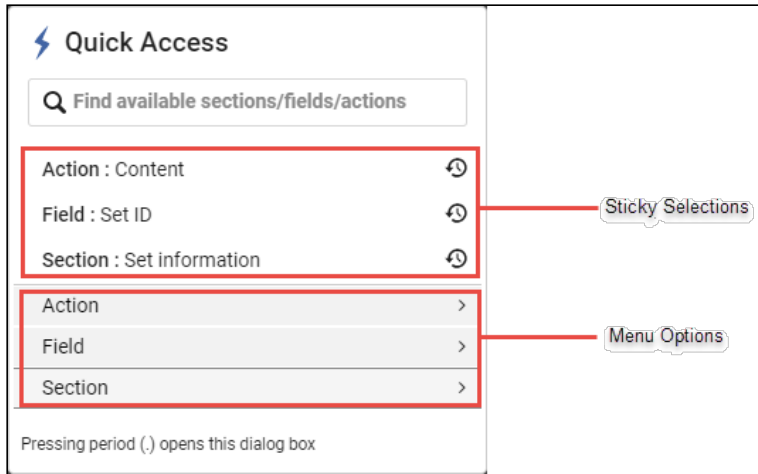 Quick Access
Find available sections/fields/actions
Action : Content
Field : Set ID
Sticky Selections
Section : Set information
Action
Field
Menu Options
Section
Pressing period (.) opens this dialog box